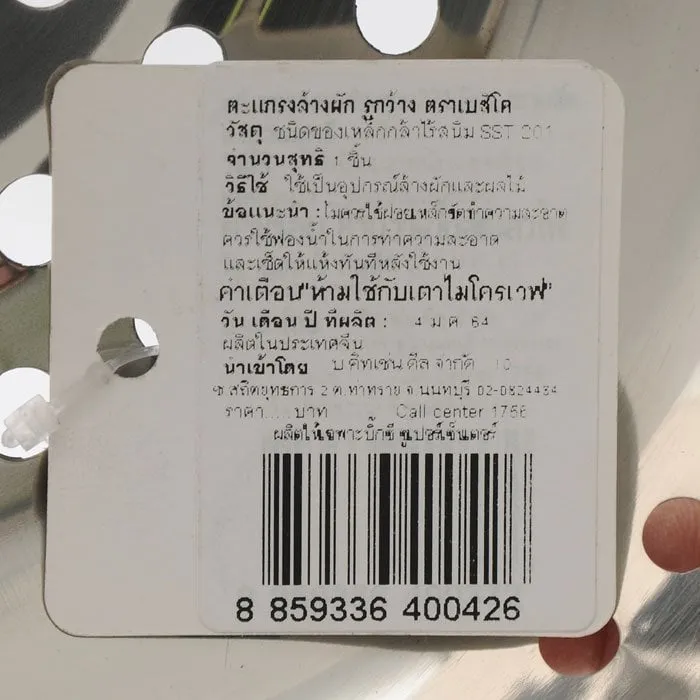 ตะแกรงล้างผัก รูกว้าง ตราเบสิโค
วัสดุ ชนิดของเหล็กกล้าไร้สนิม SST 201
จำนวนสุทธิ 1 ชิ้น
วิธีใช้ ใช้เป็นอุปกรณ์ล้างผักและผลไม้
ข้อแนะนำ : ไม่ควรใช้ฝอยเหล็กขัดทำความสะอาด
ควรใช้ฟองน้ำในการทำความสะอาด
และเช็ดให้แห้งทันทีหลังใช้งาน
คำเตือน"ห้ามใช้กับเตาไมโครเวฟ"
วัน เดือน ปี ที่ผลิต : 4 ม ค 64
ผลิตในประเทศจีน
นำเข้าโดย บ คิทเช่น ดีล จำกัด 10
ซ.สถิตยุทธการ 2 ต.ท่าทราย จ นนทบุรี 02-0824484
ราคา.....บาท Call center 1756
ผลิตให้เฉพาะบิ๊กซี ซูเปอร์เซ็นเตอร์
8 859336 400426